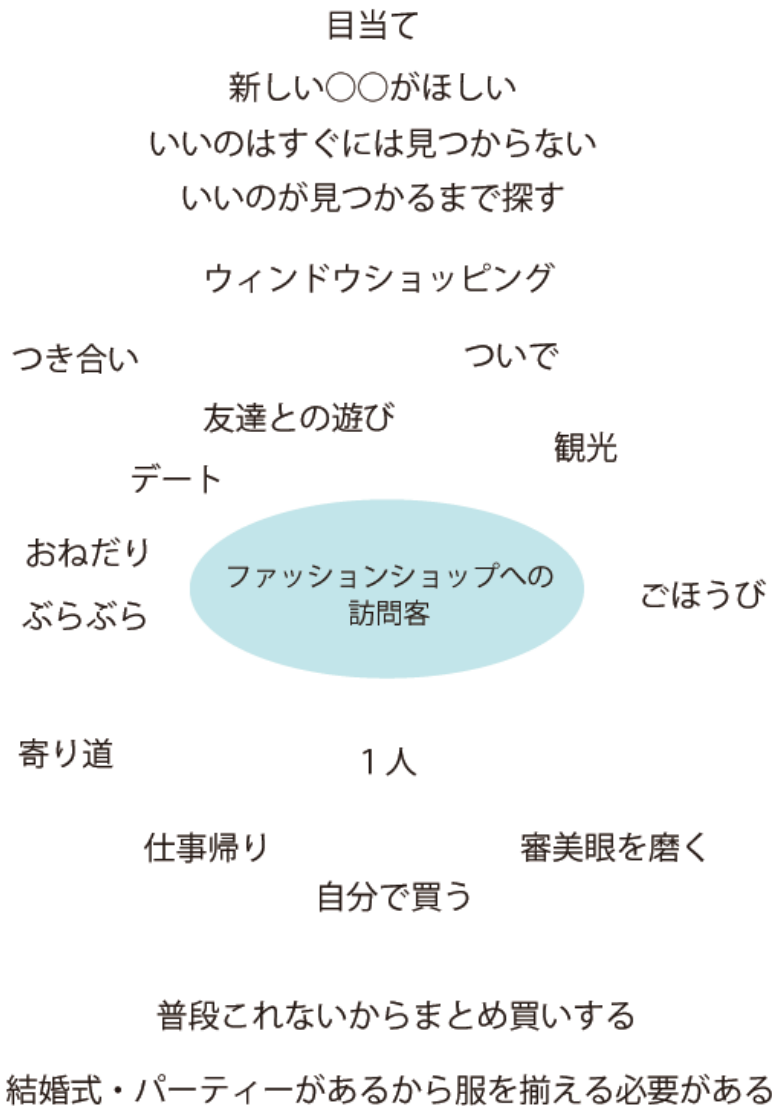 目当て
新しい○○がほしい
いいのはすぐには見つからない
いいのが見つかるまで探す
ウィンドウショッピング
つき合い
ついで
友達との遊び
観光
デート
おねだり
ファッションショップへの
訪問客
ごほうび
ぶらぶら
寄り道
1人
仕事帰り
審美眼を磨く
自分で買う
普段これないからまとめ買いする
結婚式・パーティーがあるから服を揃える必要がある